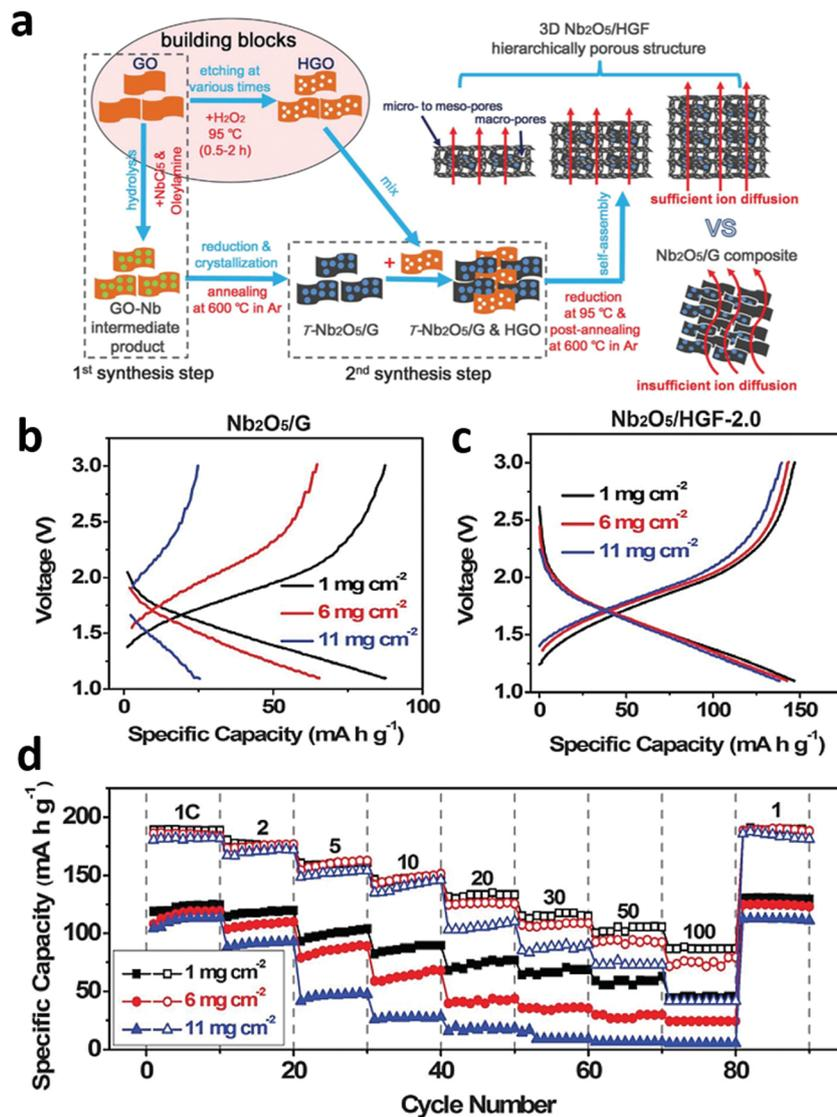 a
building blocks
GO
etching at
various times
HGO
+H₂O₂
95 °C
(0.5-2 h)
hydrolysis
+NbCl₅ &
Oleylamine
mix
GO-Nb
intermediate
product
1st synthesis step
reduction &
crystallization
annealing
at 600 °C in Ar
+
T-Nb₂O₅/G
T-Nb₂O₅/G & HGO
2nd synthesis step
self-assembly
reduction
at 95 °C &
post-annealing
at 600 °C in Ar
3D Nb₂O₅/HGF
hierarchically porous structure
micro- to meso-pores
macro-pores
sufficient ion diffusion
VS
Nb₂O₅/G composite
insufficient ion diffusion
b
Nb₂O₅/G
Voltage (V)
3.0
2.5
2.0
1.5
1.0
1 mg cm⁻²
6 mg cm⁻²
11 mg cm⁻²
0 50 100
Specific Capacity (mA h g⁻¹)
c
Nb₂O₅/HGF-2.0
Voltage (V)
3.0
2.5
2.0
1.5
1.0
1 mg cm⁻²
6 mg cm⁻²
11 mg cm⁻²
0 50 100 150
Specific Capacity (mA h g⁻¹)
d
Specific Capacity (mA h g⁻¹)
200
150
100
50
0
1C 2 5 10 20 30 50 100 1
1 mg cm⁻²
6 mg cm⁻²
11 mg cm⁻²
0 20 40 60 80
Cycle Number